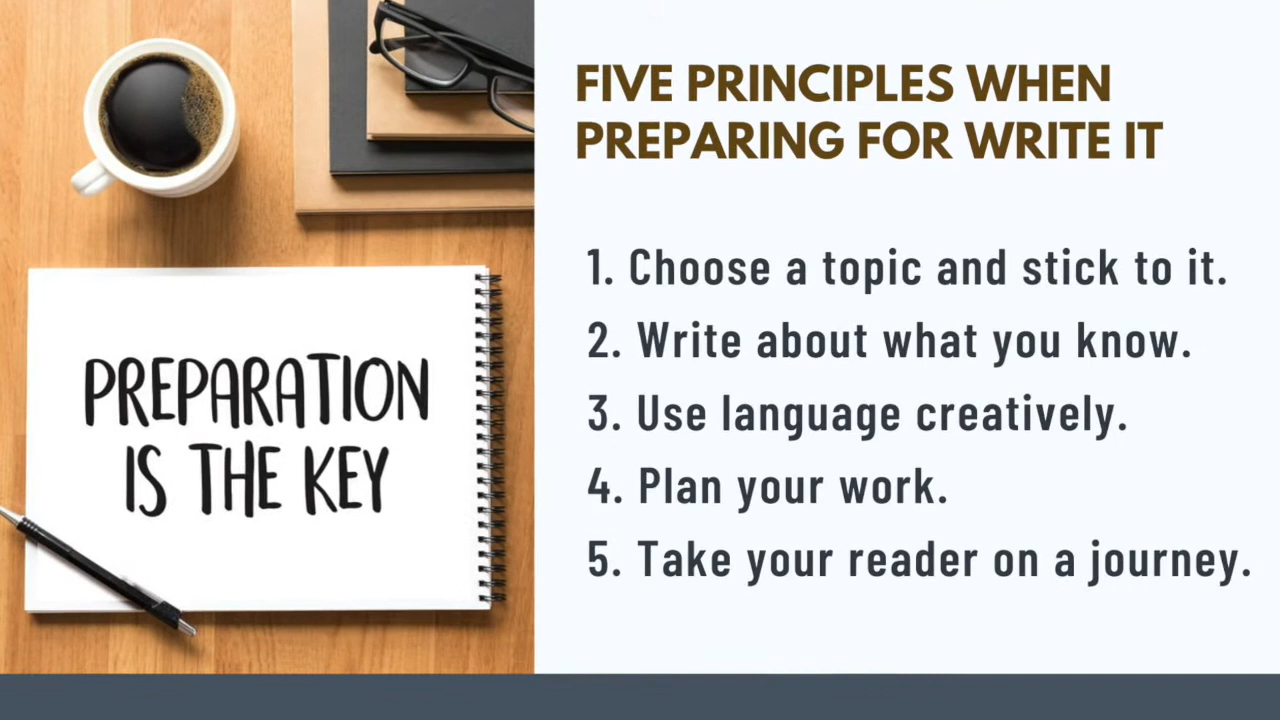 PREPARATION
IS THE KEY
FIVE PRINCIPLES WHEN
PREPARING FOR WRITE IT
1. Choose a topic and stick to it.
2. Write about what you know.
3. Use language creatively.
4. Plan your work.
5. Take your reader on a journey.